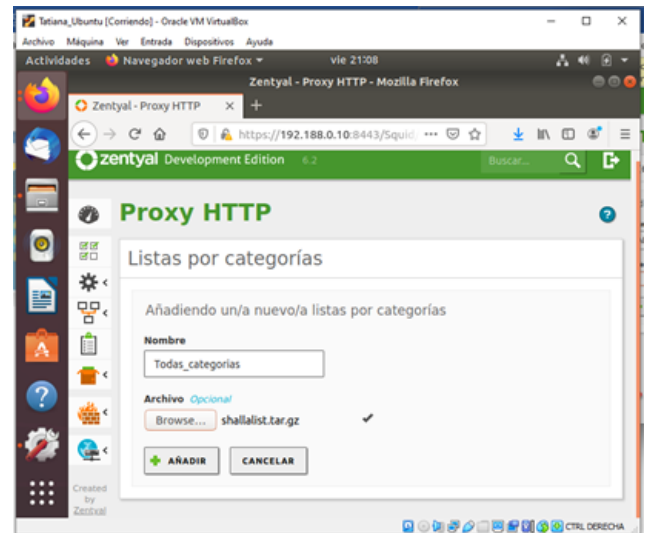 Tatiana_Ubuntu [Corriendo] - Oracle VM VirtualBox
Archivo Máquina Ver Entrada Dispositivos Ayuda
Actividades Navegador web Firefox vie 21:08
Zentyal - Proxy HTTP - Mozilla Firefox
Zentyal - Proxy HTTP
https://192.188.0.10:8443/Squid
zentyal Development Edition 6.2 Buscar...
Proxy HTTP
Listas por categorías
Añadiendo un/a nuevo/a listas por categorías
Nombre
Todas_categorias
Archivo Opcional
Browse... shallalist.tar.gz
AÑADIR CANCELAR
Created
by
Zentyal
CTRL DERECHA